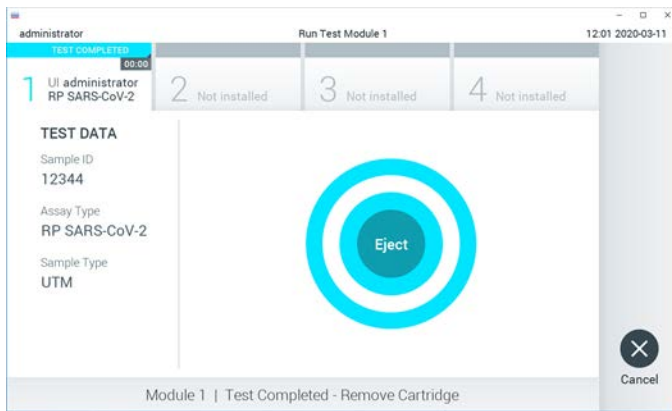 administrator
Run Test Module 1
12:01 2020-03-11
TEST COMPLETED
00:00
1
UI administrator
RP SARS-CoV-2
2 Not installed
3 Not installed
4 Not installed
TEST DATA
Sample ID
12344
Assay Type
RP SARS-CoV-2
Sample Type
UTM
Eject
Cancel
Module 1 | Test Completed - Remove Cartridge